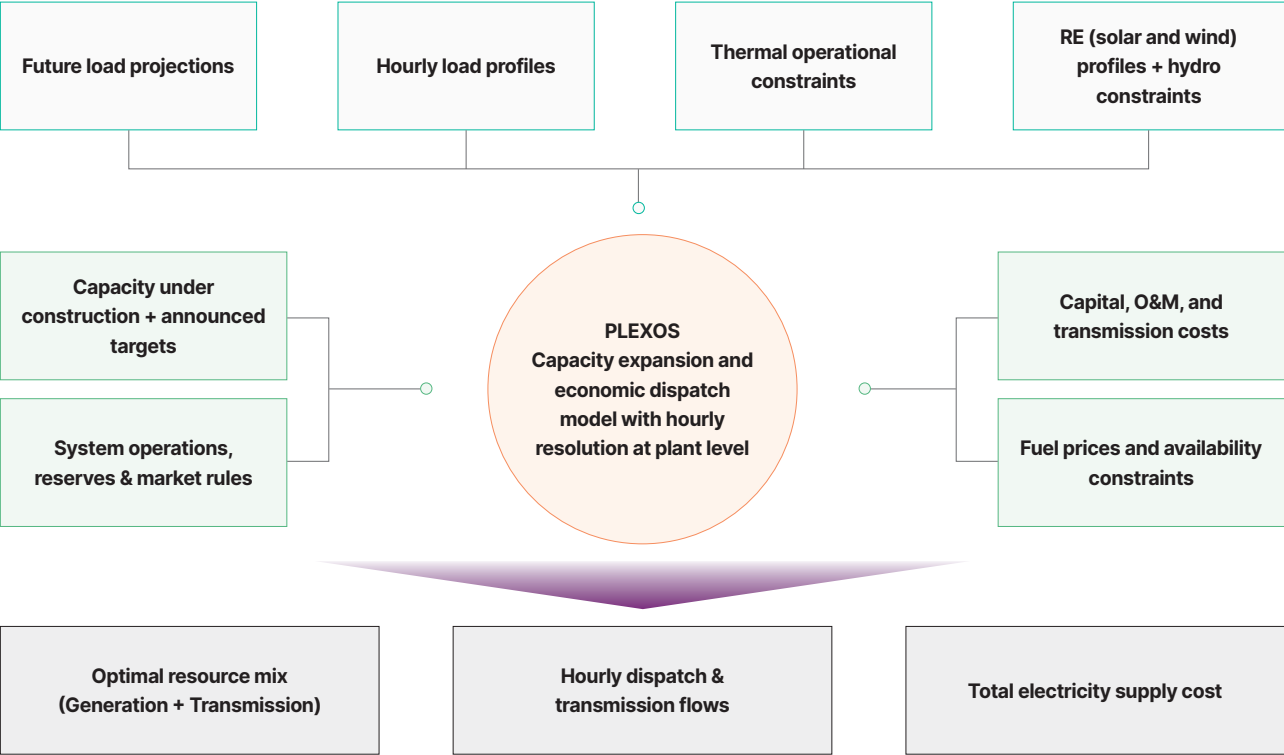 Future load projections
Hourly load profiles
Thermal operational
constraints
RE (solar and wind)
profiles + hydro
constraints
Capacity under
construction + announced
targets
System operations,
reserves & market rules
PLEXOS
Capacity expansion and
economic dispatch
model with hourly
resolution at plant level
Capital, O&M, and
transmission costs
Fuel prices and availability
constraints
Optimal resource mix
(Generation + Transmission)
Hourly dispatch &
transmission flows
Total electricity supply cost